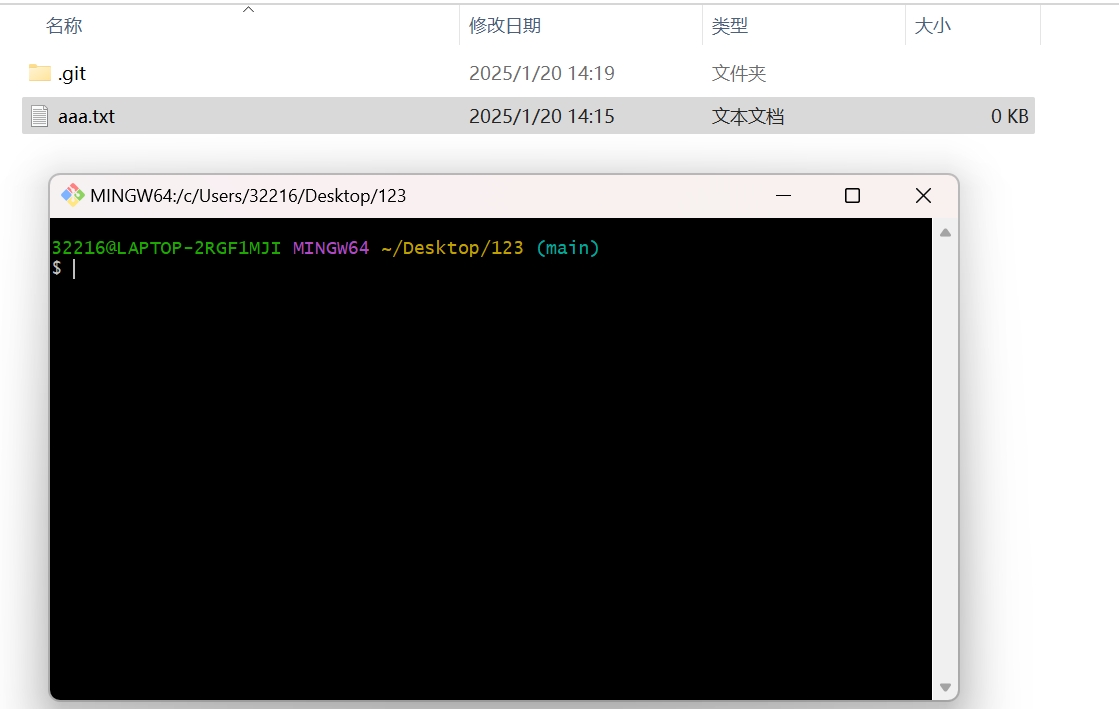 名称 修改日期 类型 大小
.git 2025/1/20 14:19 文件夹
aaa.txt 2025/1/20 14:15 文本文档 0 KB
MINGW64:/c/Users/32216/Desktop/123
32216@LAPTOP-2RGF1MJI MINGW64 ~/Desktop/123 (main)
$